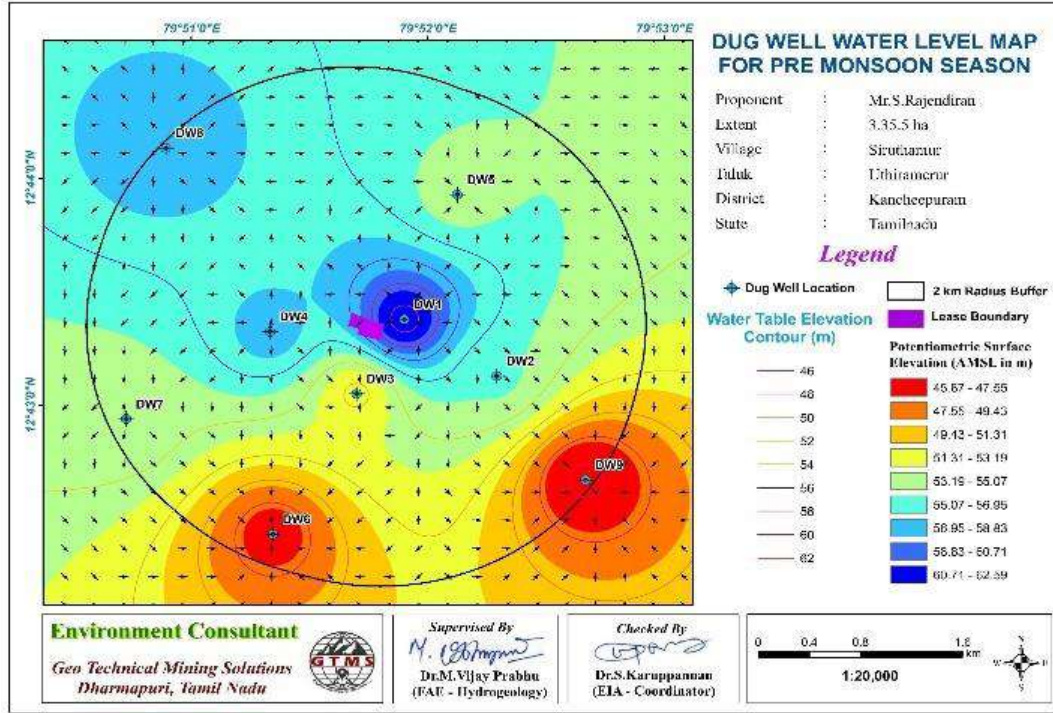 79°51'0"E
79°52'0"E
79°53'0"E
12°44'0"N
12°43'0"N
DW8
DW5
DW1
DW4
DW2
DW3
DW7
DW9
DW6
DUG WELL WATER LEVEL MAP
FOR PRE MONSOON SEASON
Proponent : Mr.S.Rajendiran
Extent : 3.35.5 ha
Village : Siruthamur
Taluk : Uthiramerur
District : Kancheepuram
State : Tamilnadu
Legend
Dug Well Location
2 km Radius Buffer
Lease Boundary
Water Table Elevation
Contour (m)
46
48
50
52
54
56
58
60
62
Potentiometric Surface
Elevation (AMSL in m)
45.67 - 47.55
47.55 - 49.43
49.43 - 51.31
51.31 - 53.19
53.19 - 55.07
55.07 - 56.95
56.95 - 58.83
58.83 - 60.71
60.71 - 62.59
Environment Consultant
Geo Technical Mining Solutions
Dharmapuri, Tamil Nadu
GTMS
Supervised By
Dr.M.Vijay Prabhu
(FAE - Hydrogeology)
Checked By
Dr.S.Karuppannan
(EIA - Coordinator)
0 0.4 0.8 1.6
km
1:20,000
N
W
E
S